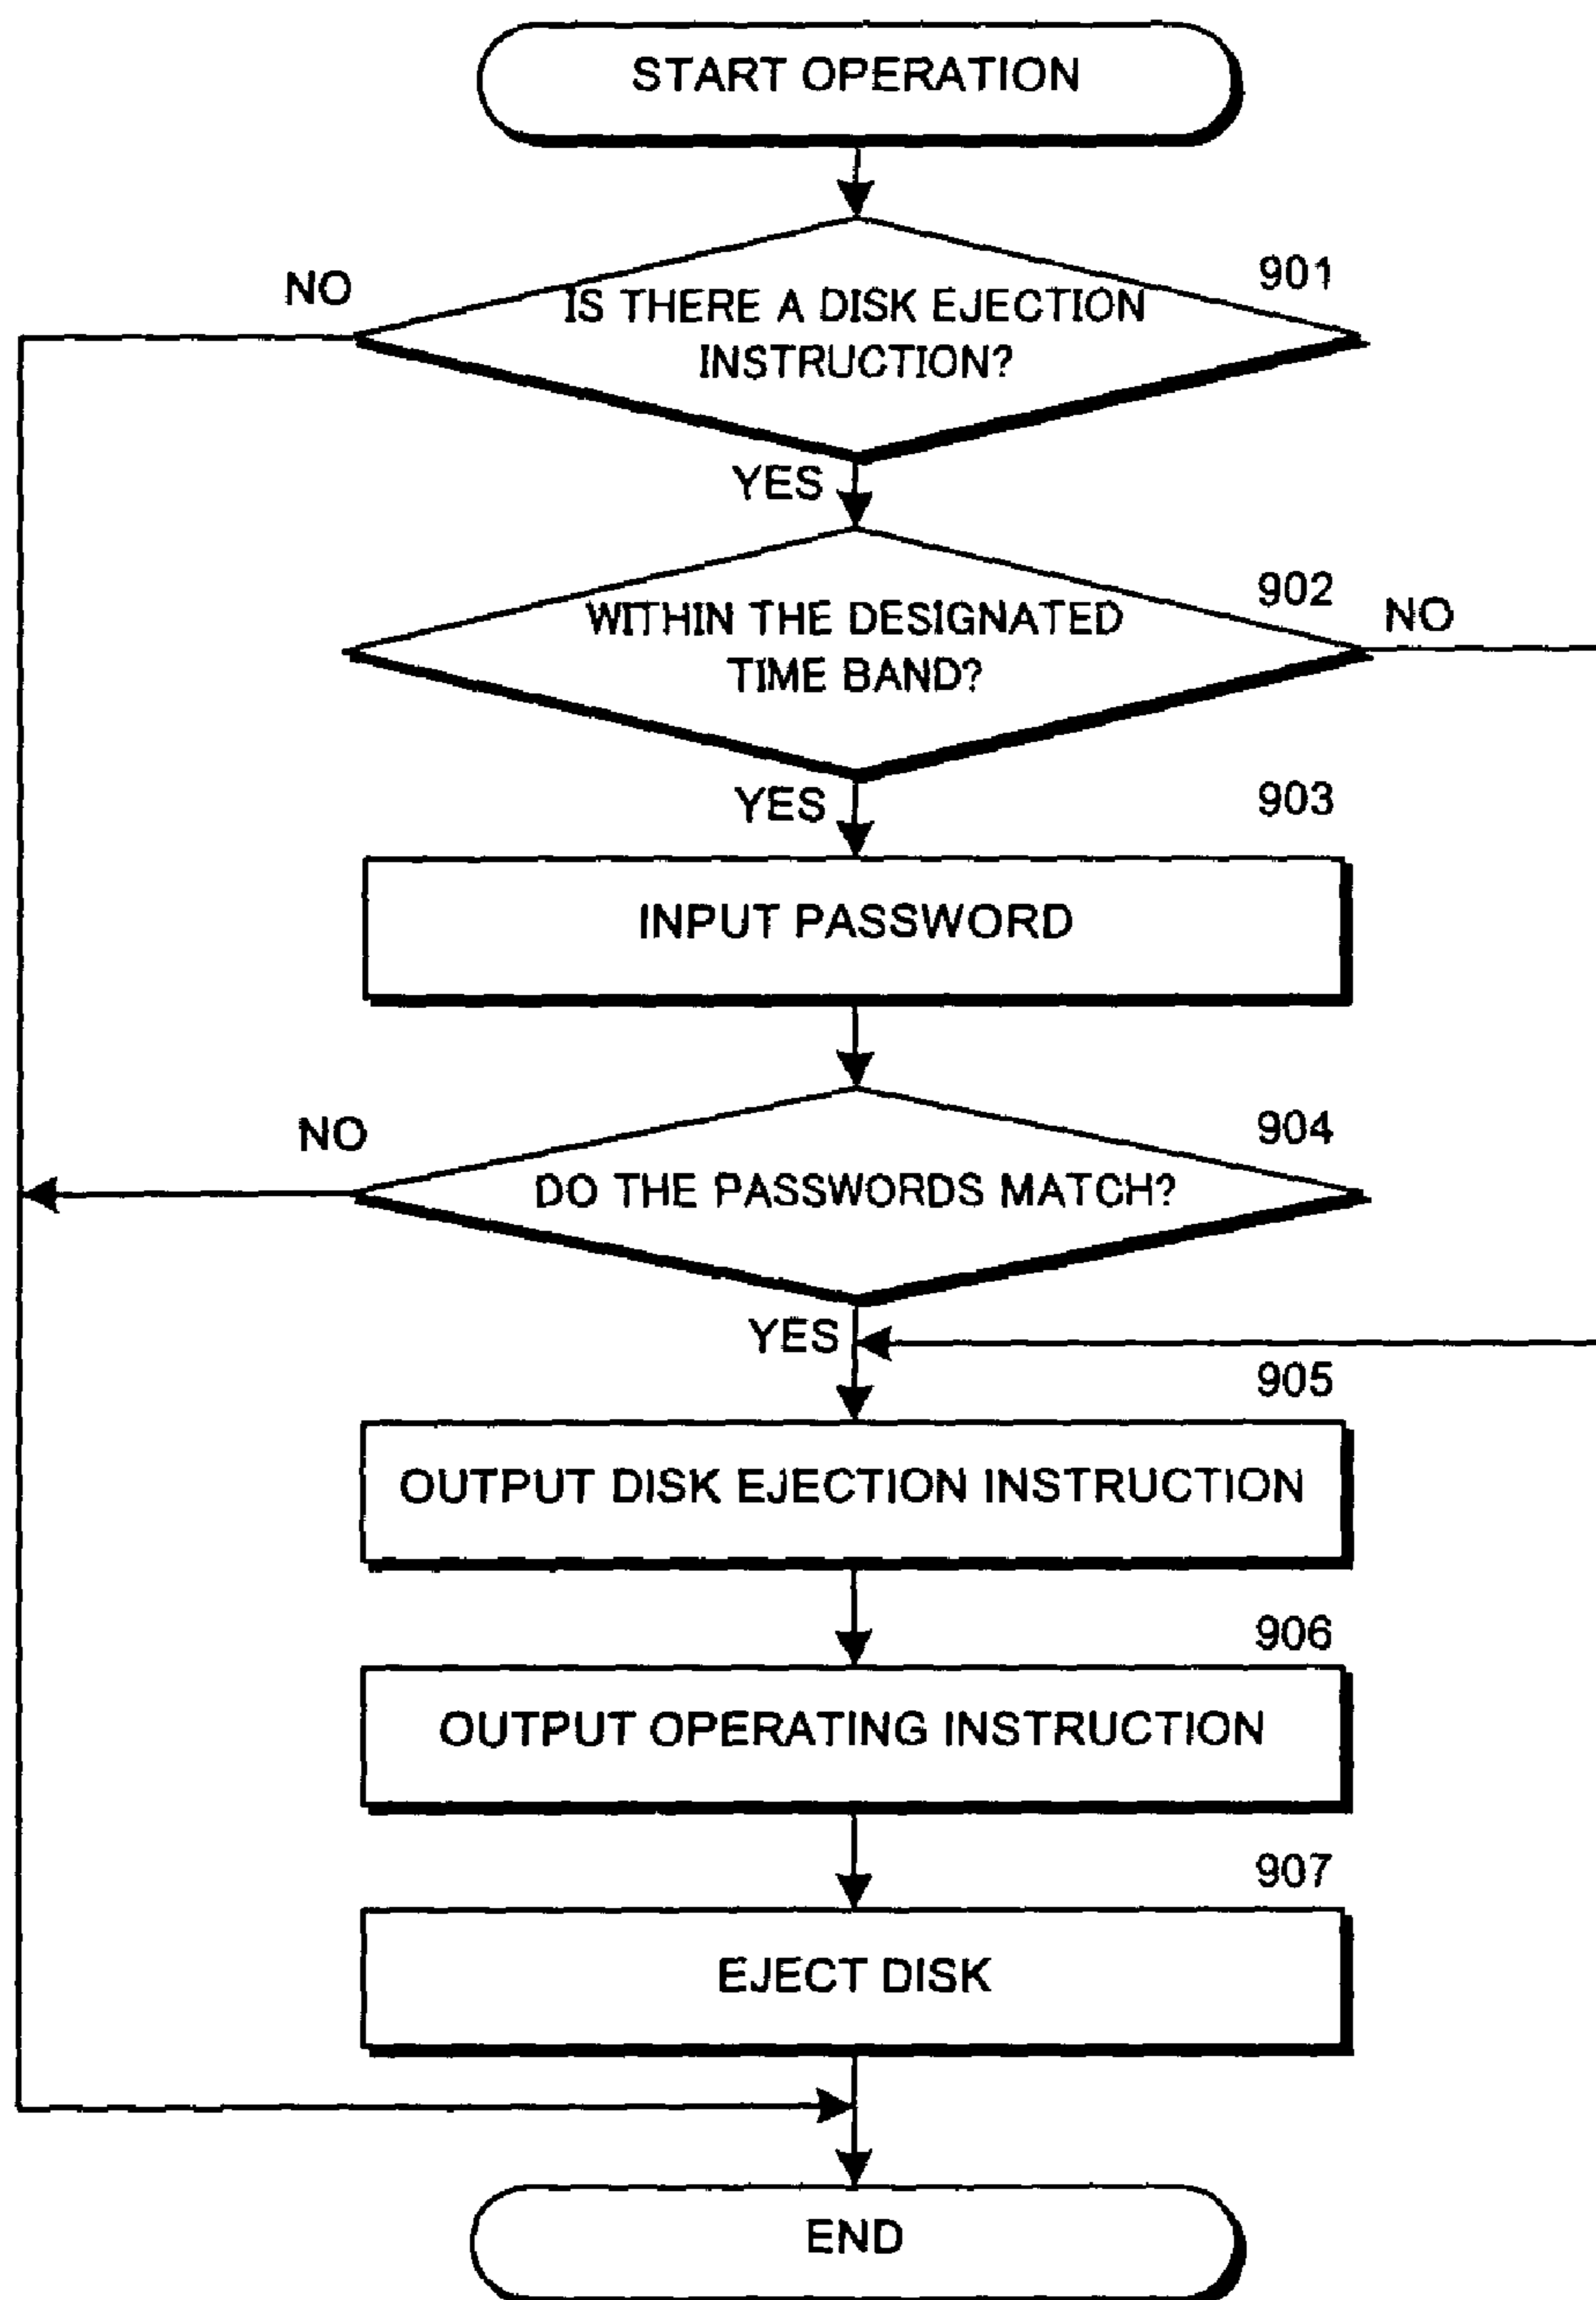 START OPERATION
901
NO
IS THERE A DISK EJECTION
INSTRUCTION?
YES
902
NO
WITHIN THE DESIGNATED
TIME BAND?
YES
903
INPUT PASSWORD
904
NO
DO THE PASSWORDS MATCH?
YES
905
OUTPUT DISK EJECTION INSTRUCTION
906
OUTPUT OPERATING INSTRUCTION
907
EJECT DISK
END